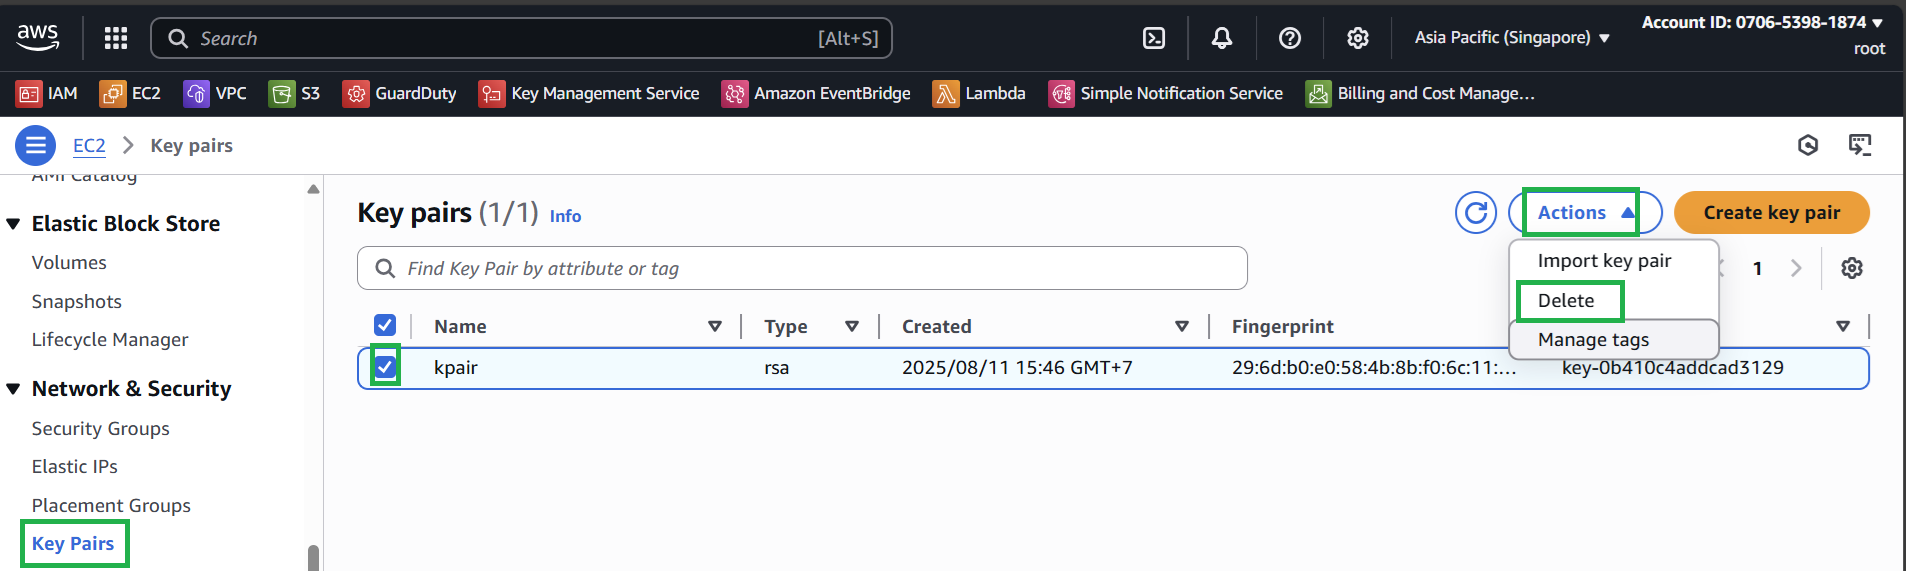 aws
Search [Alt+S]
Asia Pacific (Singapore)
Account ID: 0706-5398-1874
root
IAM EC2 VPC S3 GuardDuty Key Management Service Amazon EventBridge Lambda Simple Notification Service Billing and Cost Manage...
EC2 > Key pairs
AMI Catalog
Elastic Block Store
Volumes
Snapshots
Lifecycle Manager
Network & Security
Security Groups
Elastic IPs
Placement Groups
Key Pairs
Key pairs (1/1) Info
Actions
Create key pair
Find Key Pair by attribute or tag
1
Import key pair
Delete
Manage tags
Name Type Created Fingerprint
kpair rsa 2025/08/11 15:46 GMT+7 29:6d:b0:e0:58:4b:8b:f0:6c:11:... key-0b410c4addcad3129